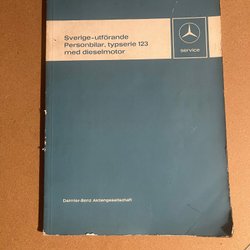 Sverige-utförande
Personbilar, typserie 123
med dieselmotor
service
Daimler-Benz Aktiengesellschaft